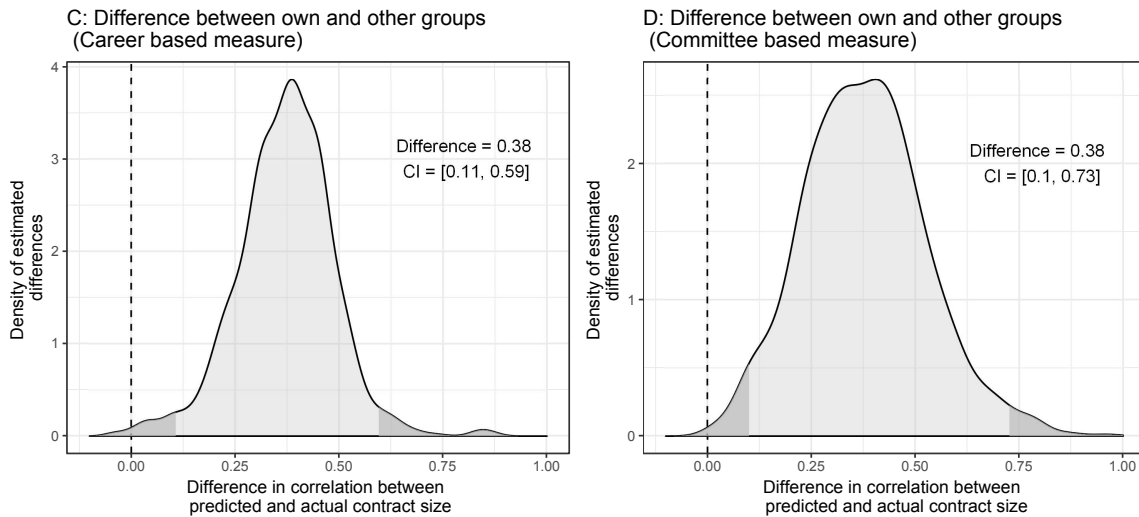 C: Difference between own and other groups
(Career based measure)
4
3
2
1
0
Density of estimated
differences
Difference = 0.38
CI = [0.11, 0.59]
0.00 0.25 0.50 0.75 1.00
Difference in correlation between
predicted and actual contract size
D: Difference between own and other groups
(Committee based measure)
2
1
0
Density of estimated
differences
Difference = 0.38
CI = [0.1, 0.73]
0.00 0.25 0.50 0.75 1.00
Difference in correlation between
predicted and actual contract size